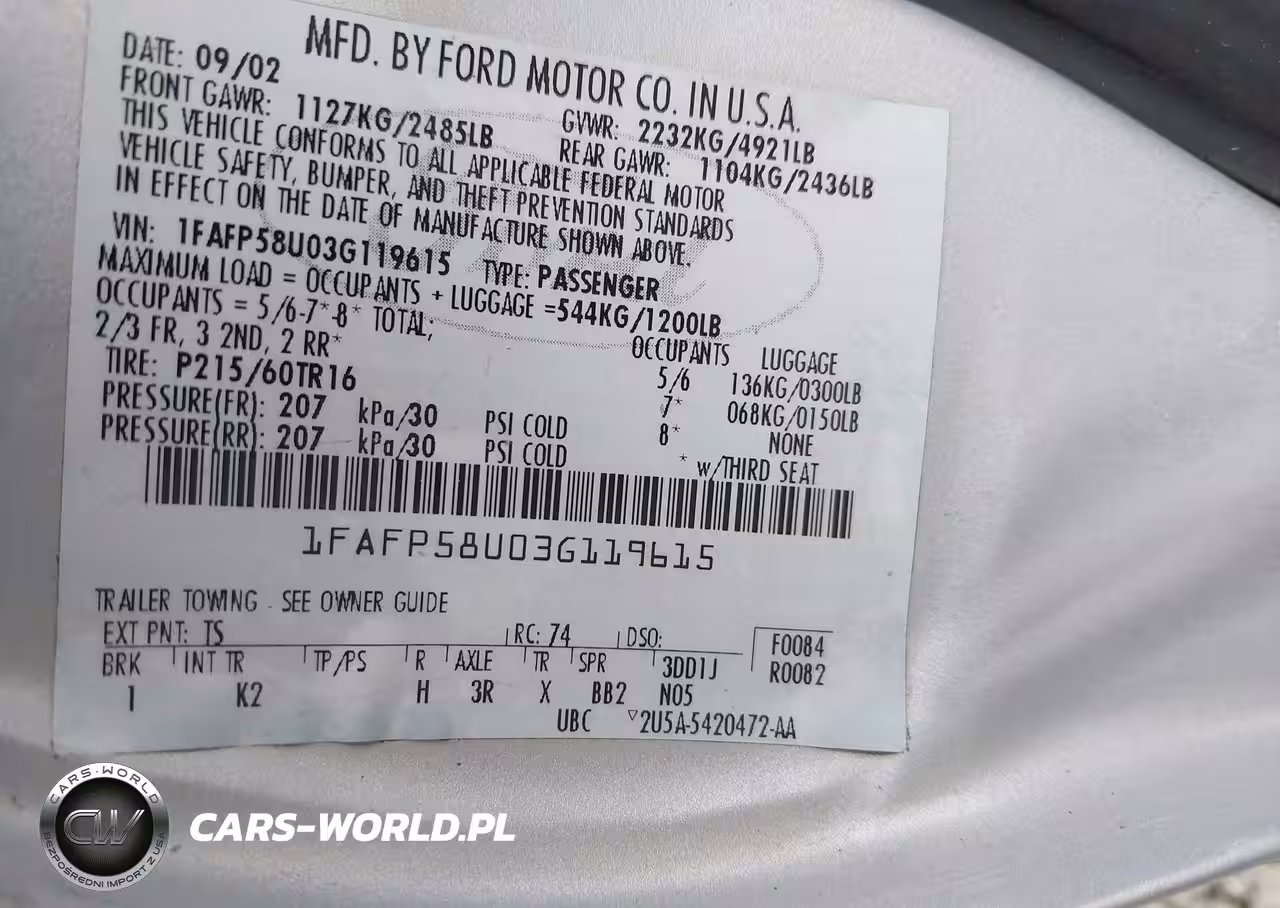 MFD. BY FORD MOTOR CO. IN U.S.A.
DATE: 09/02 GVWR: 2232KG/4921LB
FRONT GAWR: 1127KG/2485LB REAR GAWR: 1104KG/2436LB
THIS VEHICLE CONFORMS TO ALL APPLICABLE FEDERAL MOTOR
VEHICLE SAFETY, BUMPER, AND THEFT PREVENTION STANDARDS
IN EFFECT ON THE DATE OF MANUFACTURE SHOWN ABOVE.
VIN: 1FAFP58U03G119615 TYPE: PASSENGER
MAXIMUM LOAD = OCCUPANTS + LUGGAGE =544KG/1200LB
OCCUPANTS = 5/6-7*-8* TOTAL; OCCUPANTS LUGGAGE
2/3 FR, 3 2ND, 2 RR* 5/6 136KG/0300LB
TIRE: P215/60TR16 7* 068KG/0150LB
PRESSURE(FR): 207 kPa/30 PSI COLD 8* NONE
PRESSURE(RR): 207 kPa/30 PSI COLD * w/THIRD SEAT
1FAFP58U03G119615
TRAILER TOWING - SEE OWNER GUIDE
EXT PNT: TS RC: 74 DSO: F0084
BRK INT TR TP/PS R AXLE TR SPR 3DD1J R0082
1 K2 H 3R X BB2 N05
UBC ▽2U5A-5420472-AA
CARS-WORLD
CW
BEZPOŚREDNI IMPORT Z USA
CARS-WORLD.PL